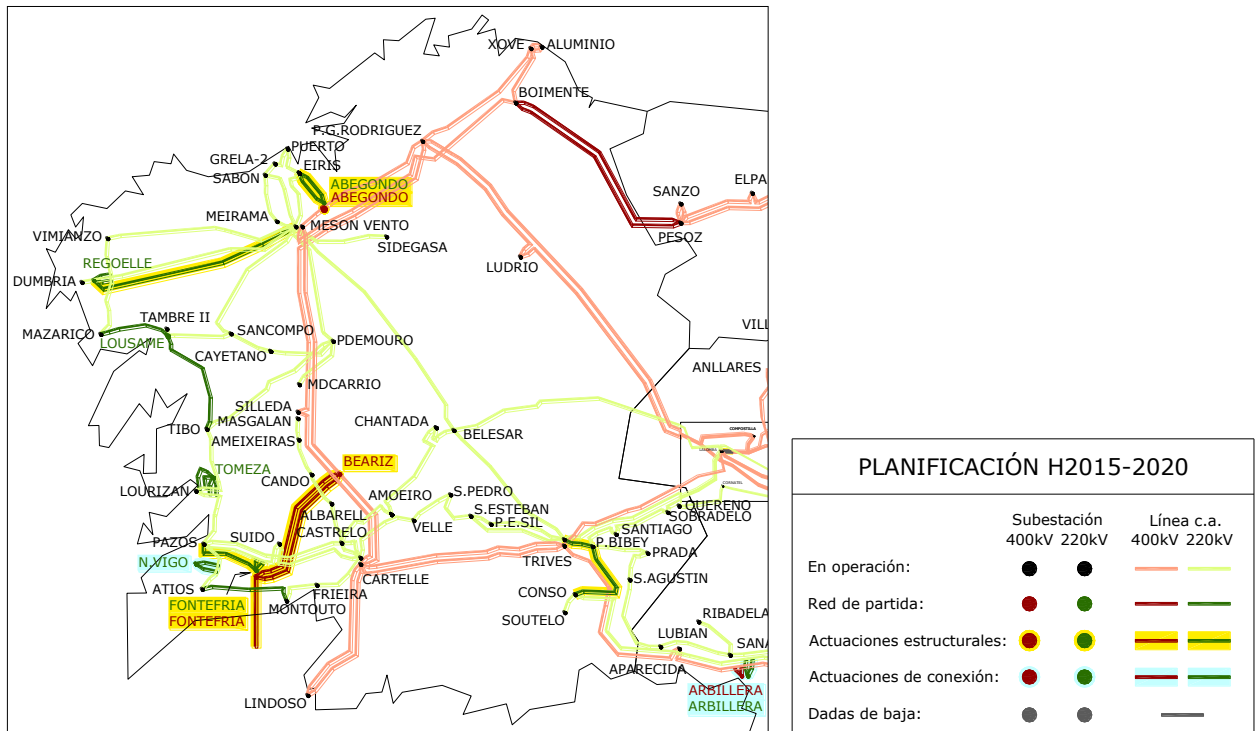 XOVE
ALUMINIO
BOIMENTE
P.G.RODRIGUEZ
PUERTO
GRELA-2
EIRIS
SABON
ABEGONDO
ABEGONDO
SANZO
ELPA
MEIRAMA
MESON VENTO
VIMIANZO
SIDEGASA
PESOZ
REGOELLE
LUDRIO
DUMBRIA
TAMBRE II
MAZARICO
LOUSAME
SANCOMPO
PDEMOURO
VILL
CAYETANO
ANLLARES
MDCARRIO
SILLEDA
MASGALAN
CHANTADA
TIBO
AMEIXEIRAS
BELESAR
COMPOSTILLA
BEARIZ
TOMEZA
CANDO
LOURIZAN
AMOEIRO
S.PEDRO
QUERENO
ALBARELL
S.ESTEBAN
SOBRADELO
VELLE
P.E.SIL
SANTIAGO
PAZOS
SUIDO
CASTRELO
P.BIBEY
PRADA
N.VIGO
TRIVES
CARTELLE
S.AGUSTIN
ATIOS
FRIEIRA
CONSO
FONTEFRIA
MONTOUTO
FONTEFRIA
SOUTELO
RIBADELA
LUBIAN
SANA
APARECIDA
LINDOSO
ARBILLERA
ARBILLERA
PLANIFICACIÓN H2015-2020
Subestación Línea c.a.
400kV 220kV 400kV 220kV
En operación:
Red de partida:
Actuaciones estructurales:
Actuaciones de conexión:
Dadas de baja: